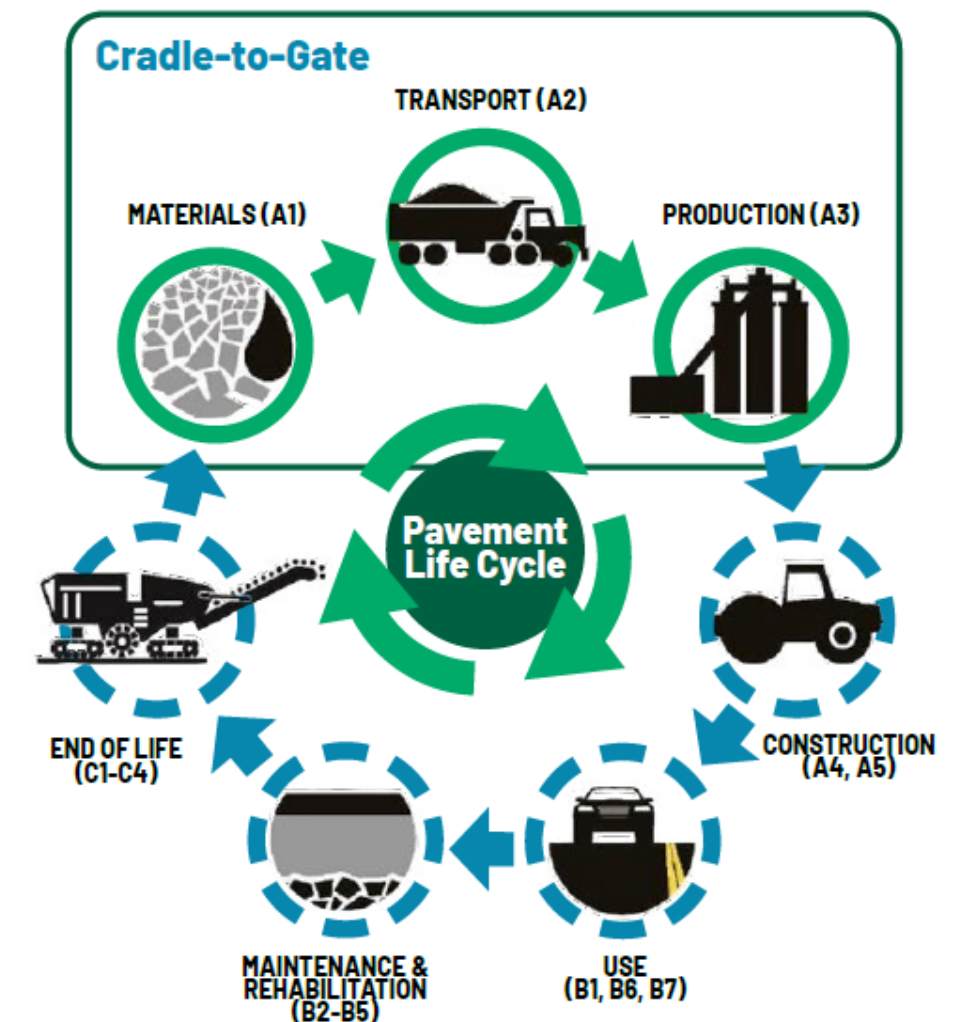 Cradle-to-Gate
TRANSPORT (A2)
MATERIALS (A1)
PRODUCTION (A3)
Pavement
Life Cycle
CONSTRUCTION
(A4, A5)
END OF LIFE
(C1-C4)
MAINTENANCE &
REHABILITATION
(B2-B5)
USE
(B1, B6, B7)